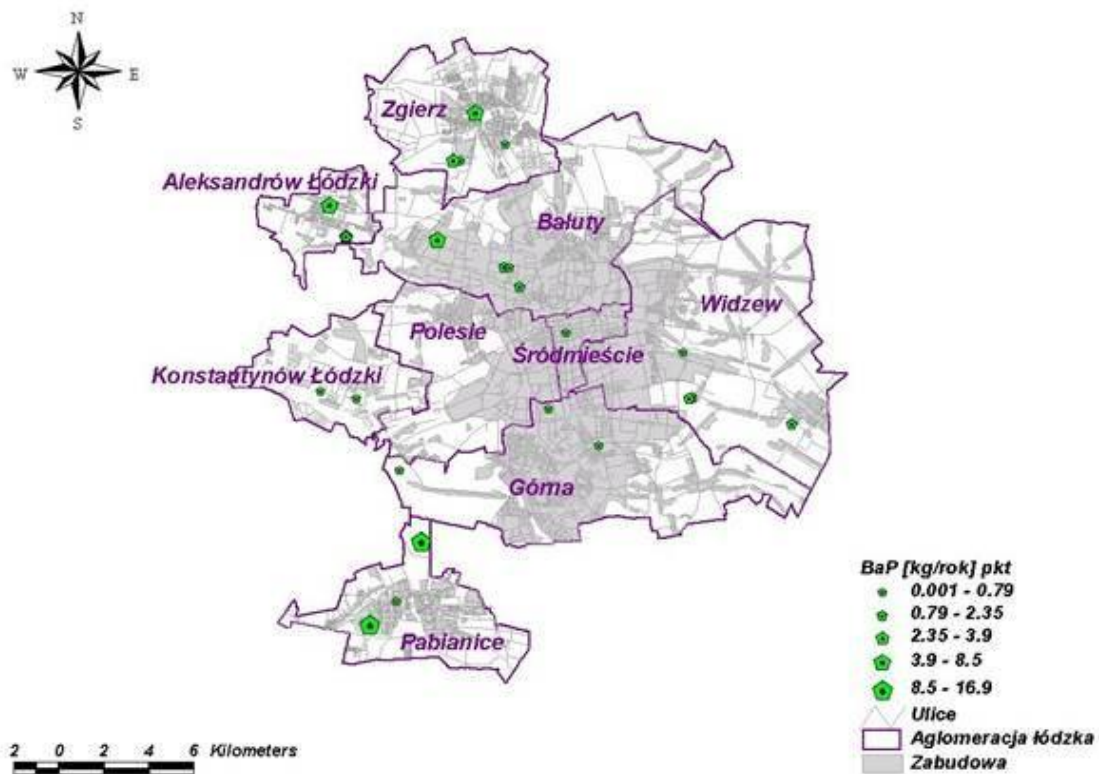 N
W E
S
Zgierz
Aleksandrów Łódzki
Bałuty
Widzew
Polesie
Śródmieście
Konstantynów Łódzki
Górna
Pabianice
BaP [kg/rok] pkt
0.001 - 0.79
0.79 - 2.35
2.35 - 3.9
3.9 - 8.5
8.5 - 16.9
Ulice
Aglomeracja łódzka
Zabudowa
2 0 2 4 6 Kilometers